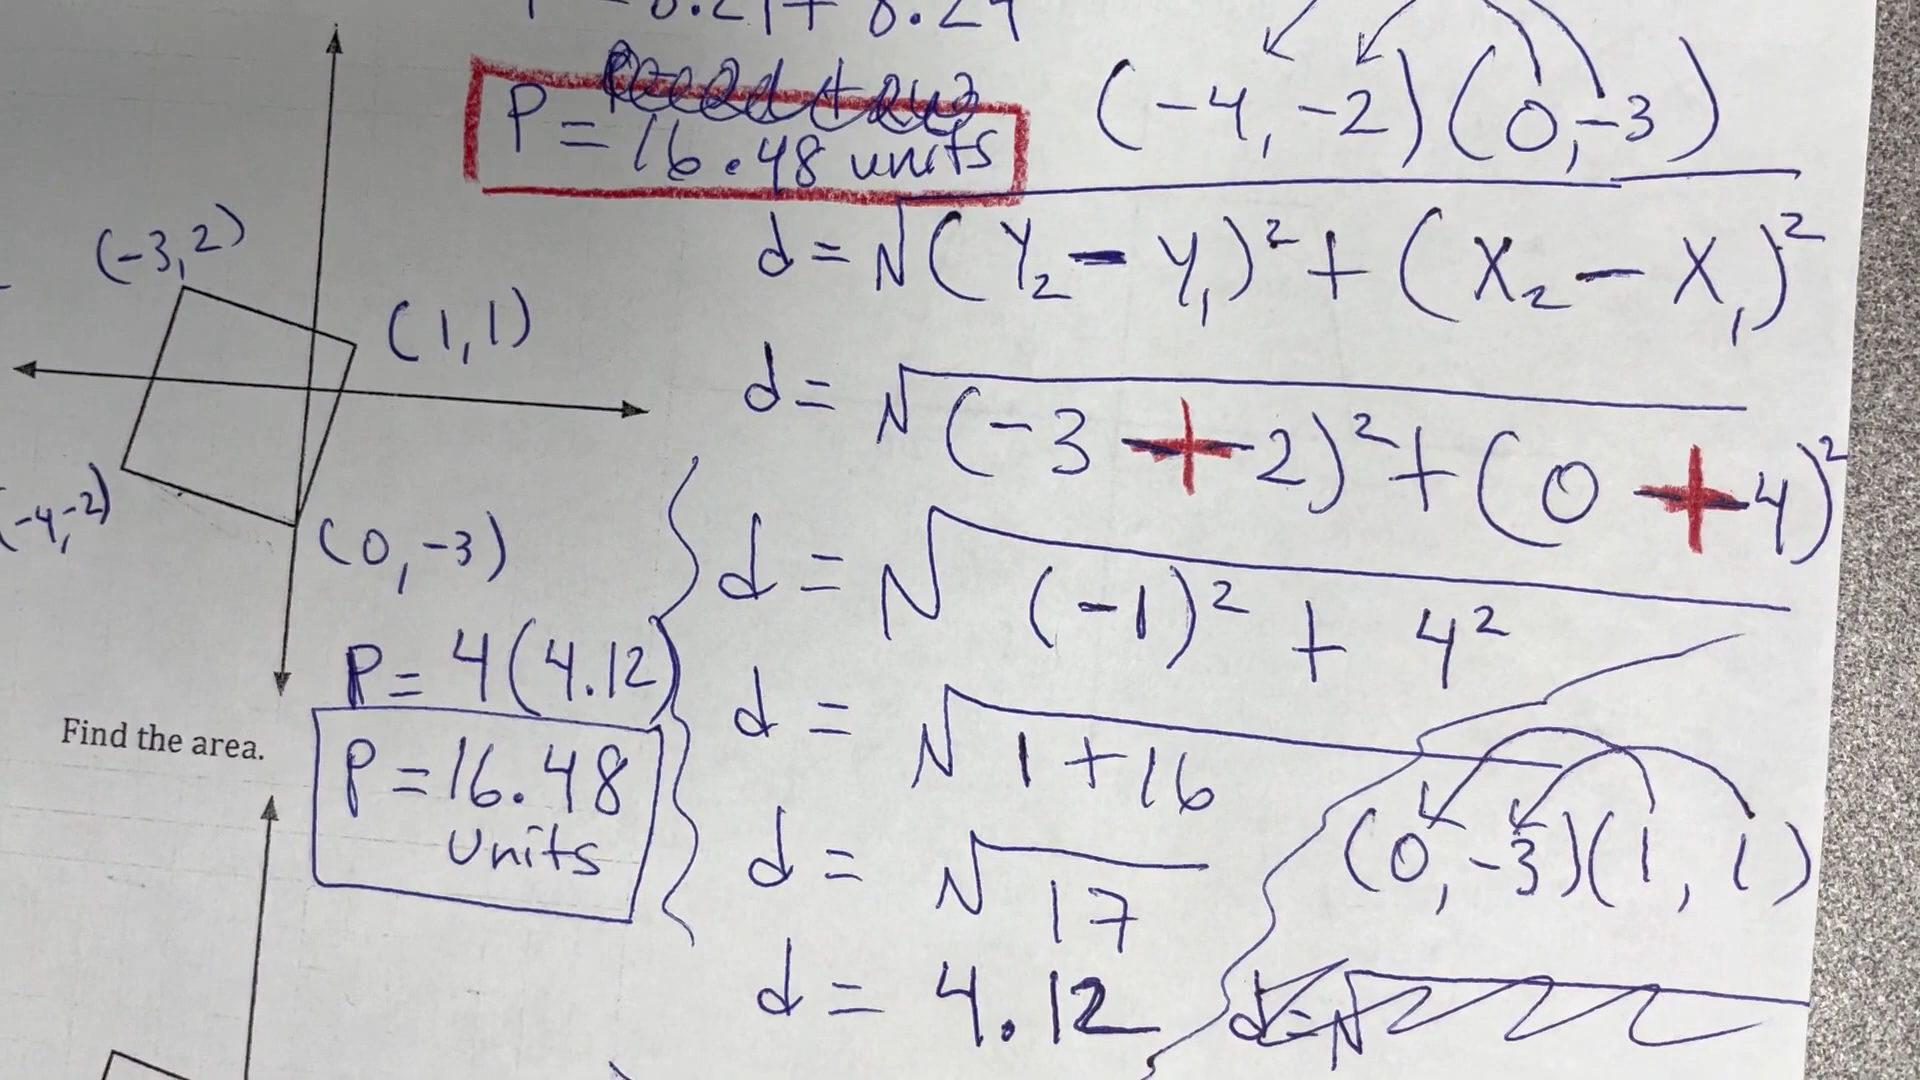 P = 16.48 units
(-4, -2) (0, -3)
d = √(Y₂ - Y₁)² + (X₂ - X₁)²
(-3, 2)
(1, 1)
d = √(-3 + -2)² + (0 + 4)²
(-4, -2)
(0, -3)
d = √(-1)² + 4²
P = 4(4.12)
d = √1 + 16
Find the area.
P = 16.48
units
(0, -3) (1, 1)
d = √17
d = 4.12